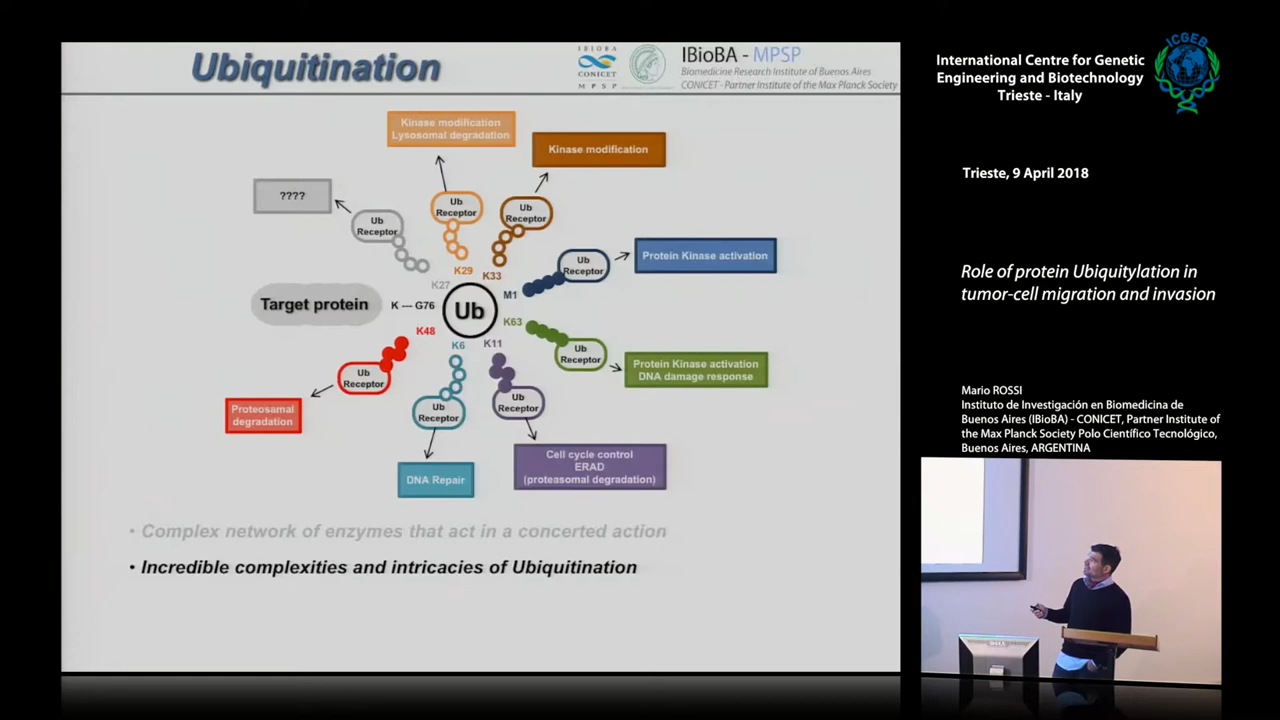 Ubiquitination
IBIOBA
CONICET
MPSP
IBioBA - MPSP
Biomedicine Research Institute of Buenos Aires
CONICET - Partner Institute of the Max Planck Society
Kinase modification
Lysosomal degradation
Kinase modification
????
Ub
Receptor
Ub
Receptor
Ub
Receptor
Ub
Receptor
Protein Kinase activation
K29
K33
K27
M1
Target protein
K --- G76
Ub
K63
K48
K6
K11
Ub
Receptor
Protein Kinase activation
DNA damage response
Ub
Receptor
Ub
Receptor
Ub
Receptor
Proteosamal
degradation
DNA Repair
Cell cycle control
ERAD
(proteasomal degradation)
• Complex network of enzymes that act in a concerted action
• Incredible complexities and intricacies of Ubiquitination
International Centre for Genetic
Engineering and Biotechnology
Trieste - Italy
ICGEB
Trieste, 9 April 2018
Role of protein Ubiquitylation in
tumor-cell migration and invasion
Mario ROSSI
Instituto de Investigación en Biomedicina de
Buenos Aires (IBioBA) - CONICET, Partner Institute of
the Max Planck Society Polo Científico Tecnológico,
Buenos Aires, ARGENTINA